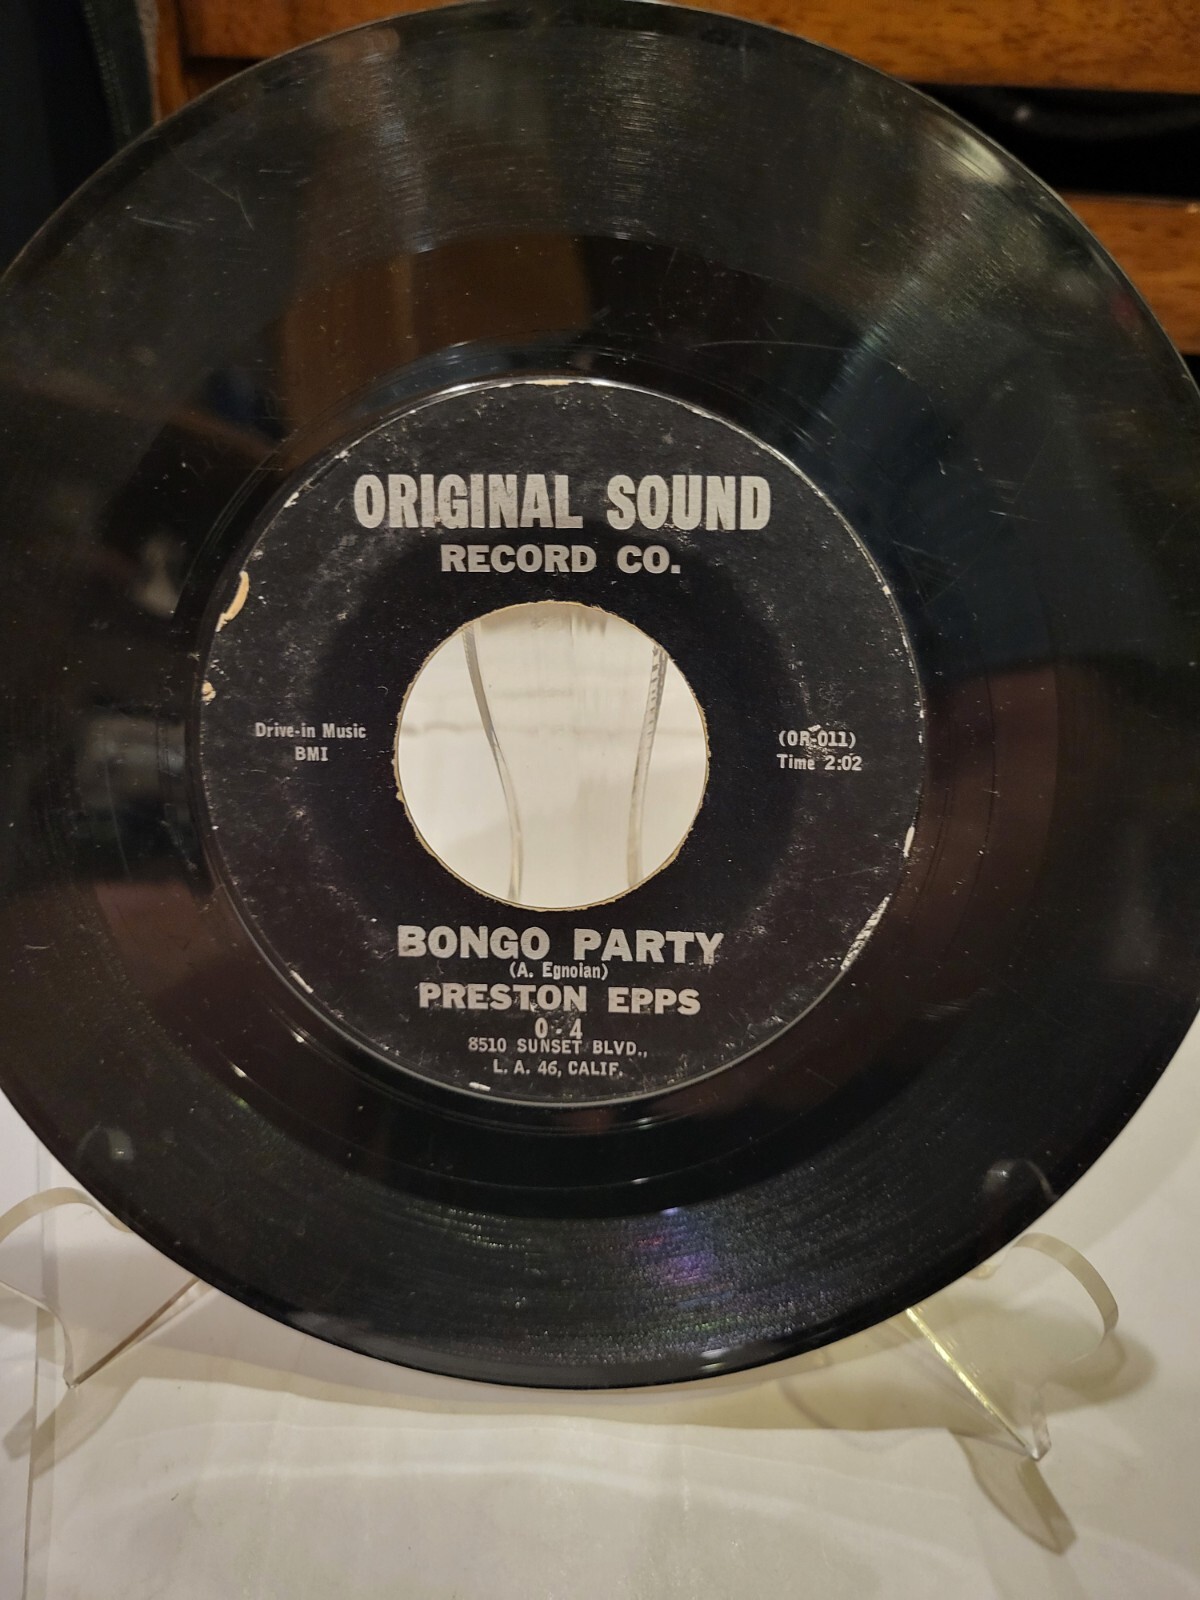 ORIGINAL SOUND
RECORD CO.
Drive-in Music
BMI
(OR-011)
Time 2:02
BONGO PARTY
(A. Egnoian)
PRESTON EPPS
0-4
8510 SUNSET BLVD.,
L. A. 46, CALIF.